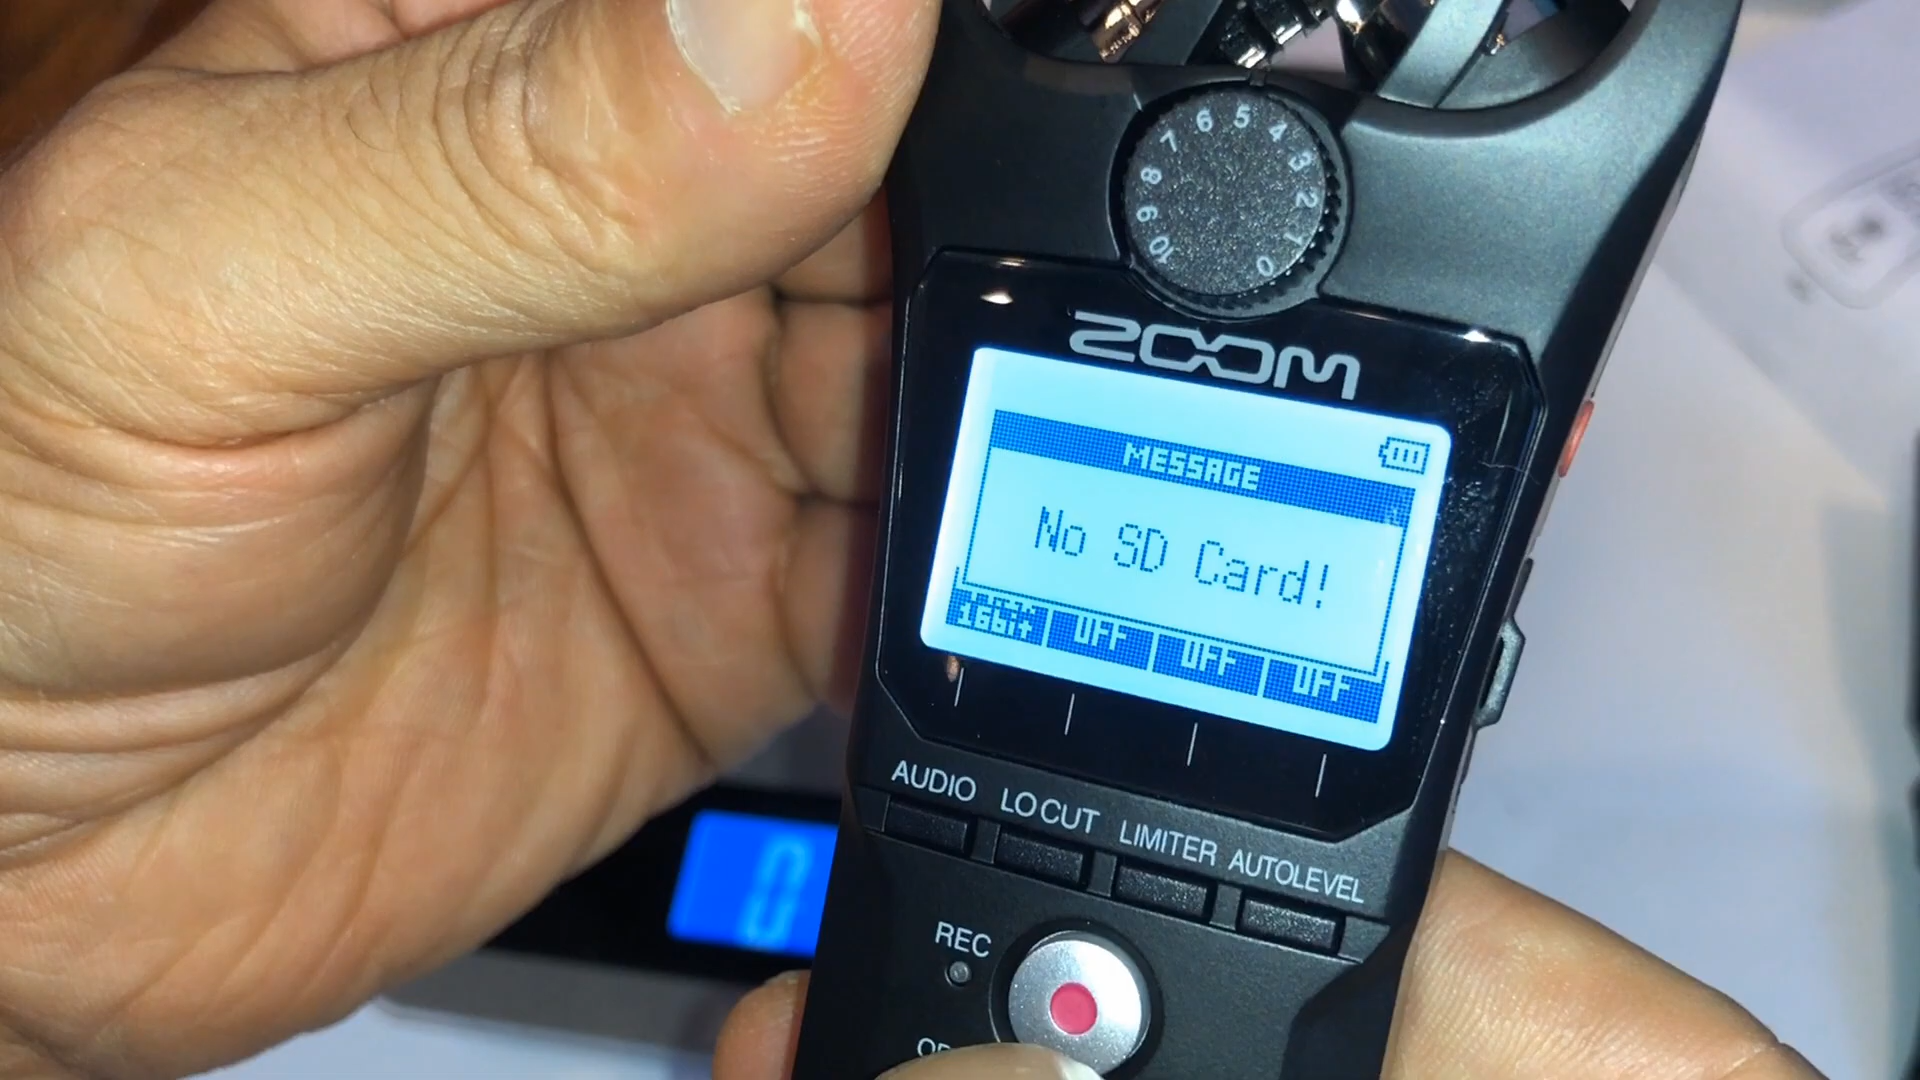 5
6 4
7 3
8 2
9 1
10 0
ZOOM
MESSAGE
No SD Card!
16bit OFF OFF OFF
AUDIO LO CUT LIMITER AUTOLEVEL
REC
0